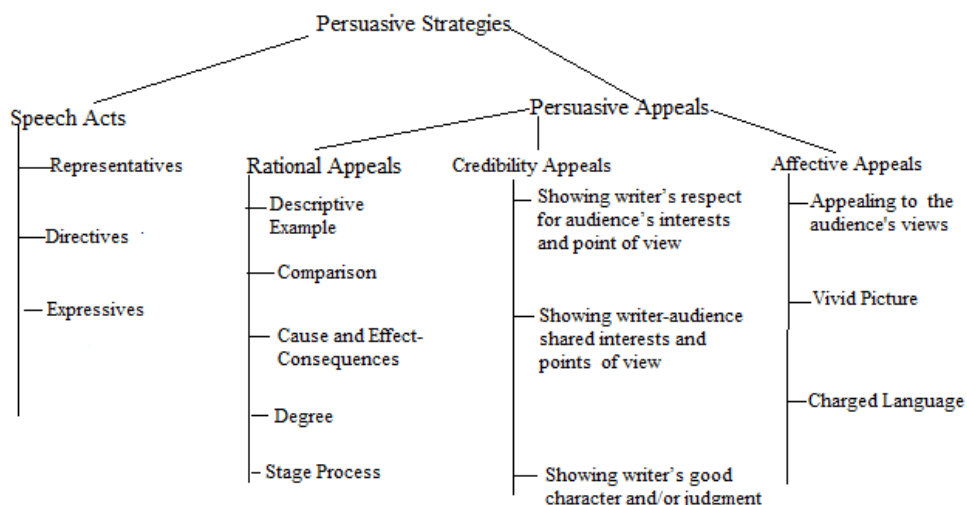 Persuasive Strategies
Speech Acts
Representatives
Directives
Expressives
Persuasive Appeals
Rational Appeals
Descriptive
Example
Comparison
Cause and Effect-
Consequences
Degree
Stage Process
Credibility Appeals
Showing writer's respect
for audience's interests
and point of view
Showing writer-audience
shared interests and
points of view
Showing writer's good
character and/or judgment
Affective Appeals
Appealing to the
audience's views
Vivid Picture
Charged Language